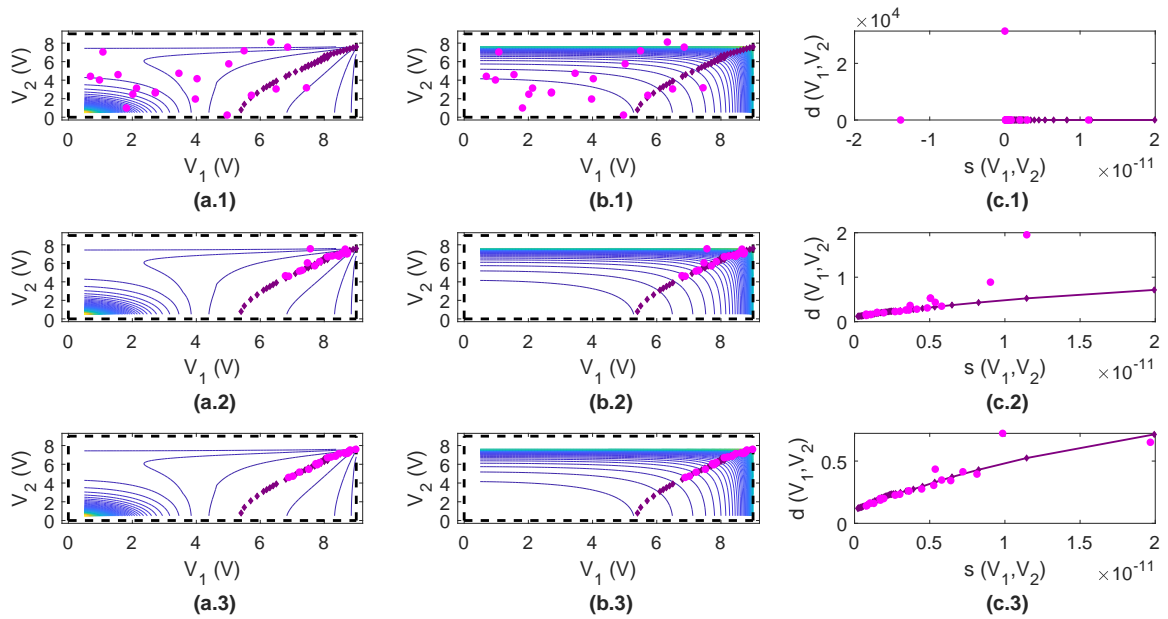 ×10⁴
8
6
4
2
0
V₂ (V)
0 2 4 6 8
V₁ (V)
(a.1)
8
6
4
2
0
V₂ (V)
0 2 4 6 8
V₁ (V)
(b.1)
2
0
d (V₁,V₂)
-2 -1 0 1 2
s (V₁,V₂)
×10⁻¹¹
(c.1)
8
6
4
2
0
V₂ (V)
0 2 4 6 8
V₁ (V)
(a.2)
8
6
4
2
0
V₂ (V)
0 2 4 6 8
V₁ (V)
(b.2)
2
1
0
d (V₁,V₂)
0 0.5 1 1.5 2
s (V₁,V₂)
×10⁻¹¹
(c.2)
8
6
4
2
0
V₂ (V)
0 2 4 6 8
V₁ (V)
(a.3)
8
6
4
2
0
V₂ (V)
0 2 4 6 8
V₁ (V)
(b.3)
0.5
0
d (V₁,V₂)
0 0.5 1 1.5 2
s (V₁,V₂)
×10⁻¹¹
(c.3)